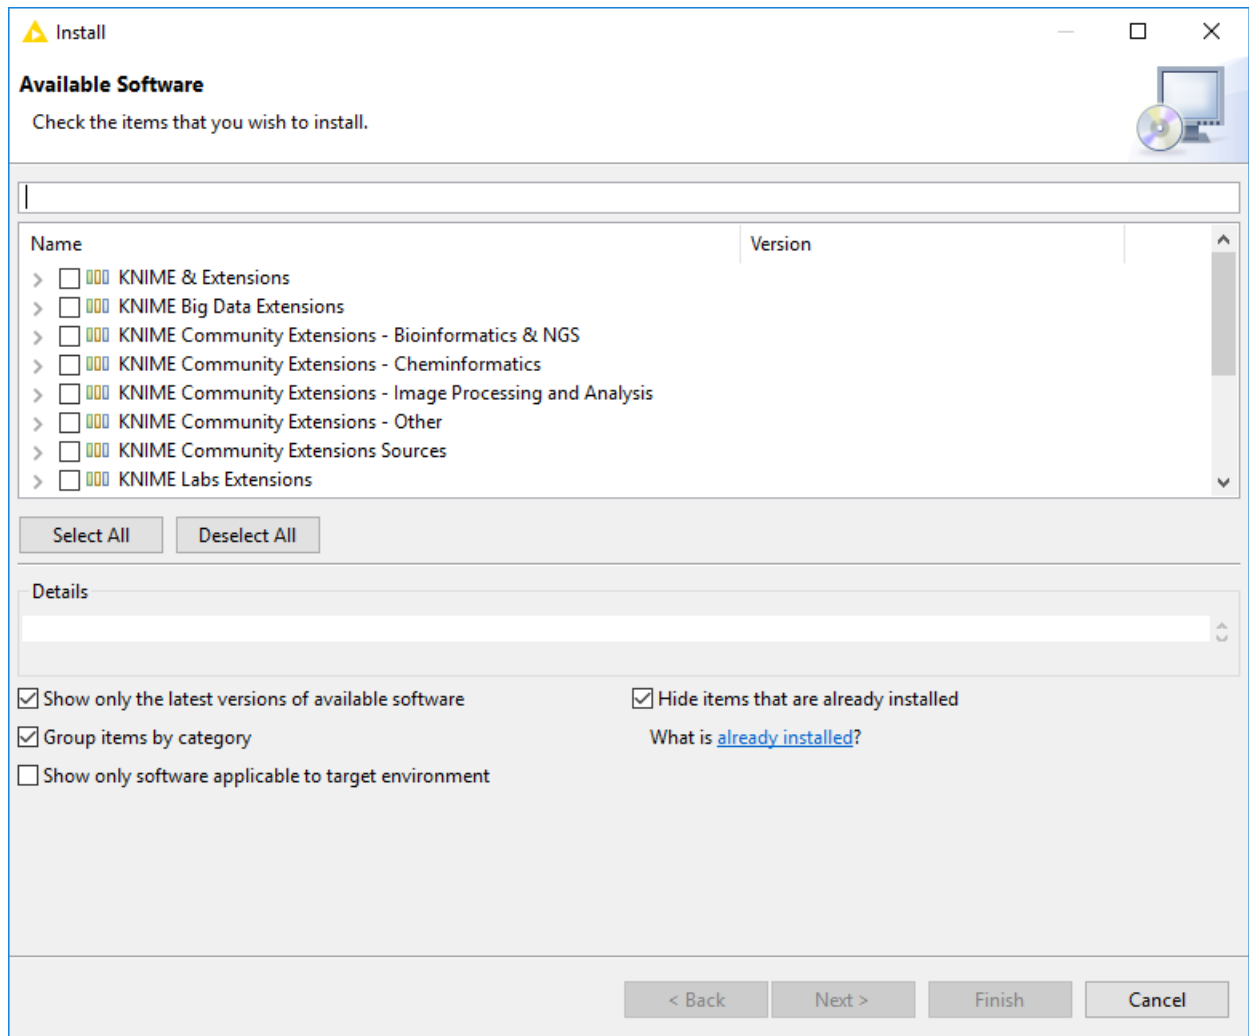 Install
Available Software
Check the items that you wish to install.
Name Version
KNIME & Extensions
KNIME Big Data Extensions
KNIME Community Extensions - Bioinformatics & NGS
KNIME Community Extensions - Cheminformatics
KNIME Community Extensions - Image Processing and Analysis
KNIME Community Extensions - Other
KNIME Community Extensions Sources
KNIME Labs Extensions
Select All Deselect All
Details
Show only the latest versions of available software Hide items that are already installed
Group items by category What is already installed?
Show only software applicable to target environment
< Back Next > Finish Cancel